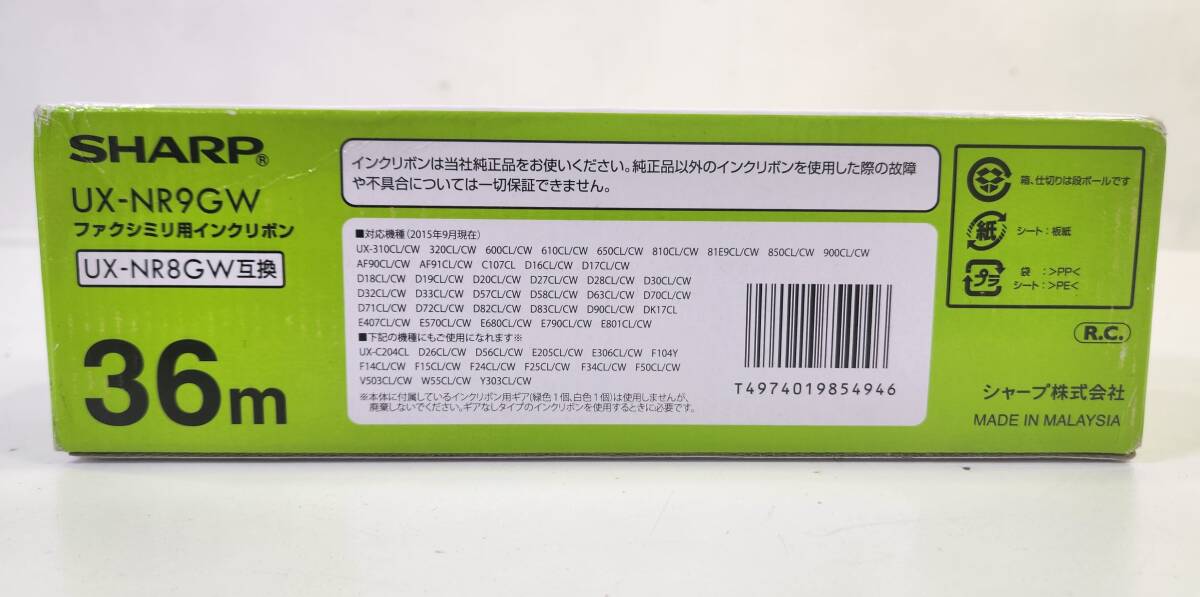 SHARP®
UX-NR9GW
ファクシミリ用インクリボン
UX-NR8GW互換
36m
インクリボンは当社純正品をお使いください。純正品以外のインクリボンを使用した際の故障
や不具合については一切保証できません。
■対応機種（2015年9月現在）
UX-310CL/CW 320CL/CW 600CL/CW 610CL/CW 650CL/CW 810CL/CW 81E9CL/CW 850CL/CW 900CL/CW
AF90CL/CW AF91CL/CW C107CL D16CL/CW D17CL/CW
D18CL/CW D19CL/CW D20CL/CW D27CL/CW D28CL/CW D30CL/CW
D32CL/CW D33CL/CW D57CL/CW D58CL/CW D63CL/CW D70CL/CW
D71CL/CW D72CL/CW D82CL/CW D83CL/CW D90CL/CW DK17CL
E407CL/CW E570CL/CW E680CL/CW E790CL/CW E801CL/CW
■下記の機種にもご使用になれます※
UX-C204CL D26CL/CW D56CL/CW E205CL/CW E306CL/CW F104Y
F14CL/CW F15CL/CW F24CL/CW F25CL/CW F34CL/CW F50CL/CW
V503CL/CW W55CL/CW Y303CL/CW
※本体に付属しているインクリボン用ギア(緑色1個、白色1個)は使用しませんが、
廃棄しないでください。ギアなしタイプのインクリボンを使用するときに必要です。
T4974019854946
箱、仕切りは段ボールです
紙 シート：板紙
プラ 袋 ：>PP<
シート：>PE<
R.C.
シャープ株式会社
MADE IN MALAYSIA